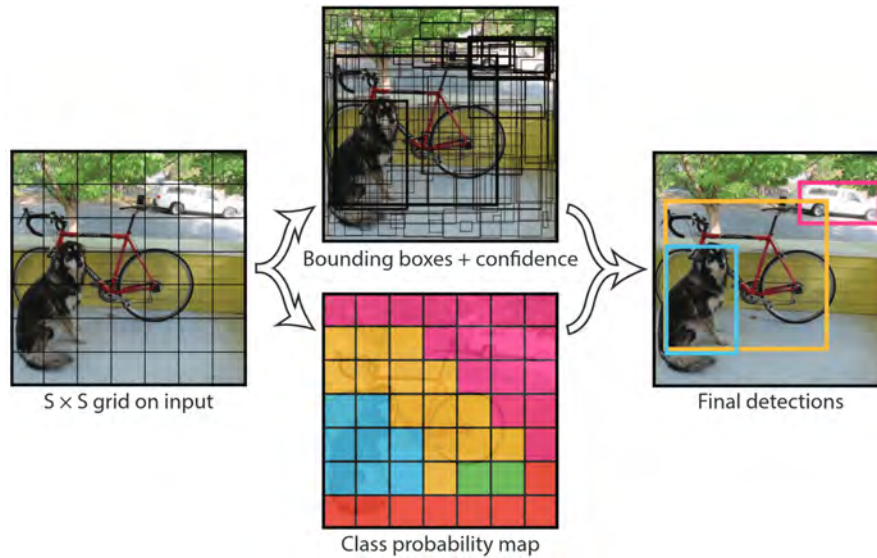 Bounding boxes + confidence
S × S grid on input
Final detections
Class probability map